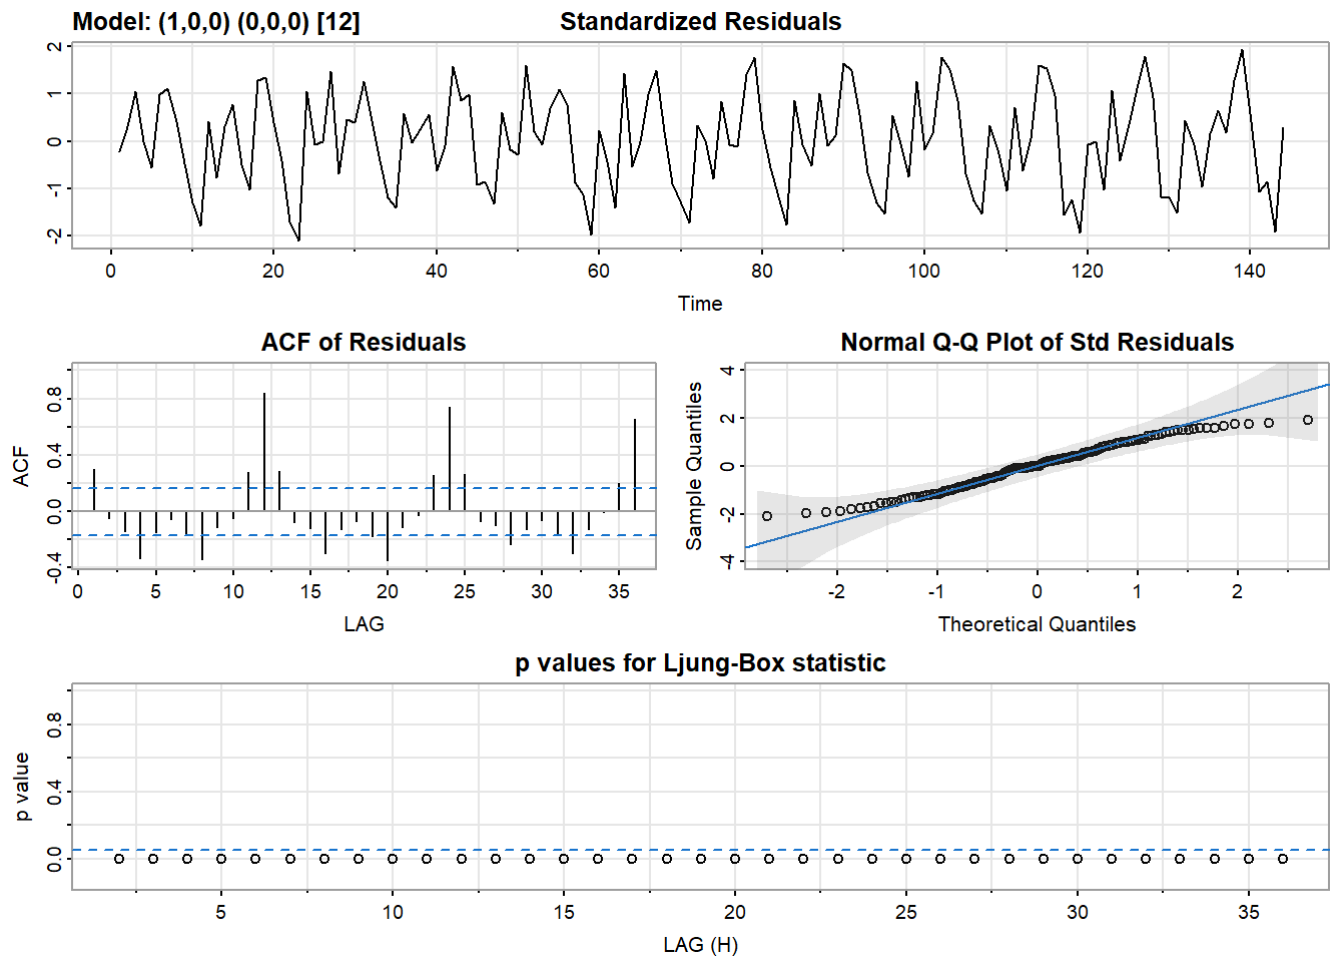 Model: (1,0,0) (0,0,0) [12]
Standardized Residuals
2
1
0
-1
-2
0 20 40 60 80 100 120 140
Time
ACF of Residuals
ACF
0.8
0.4
0.0
-0.4
0 5 10 15 20 25 30 35
LAG
Normal Q-Q Plot of Std Residuals
Sample Quantiles
4
2
0
-2
-4
-2 -1 0 1 2
Theoretical Quantiles
p values for Ljung-Box statistic
p value
0.8
0.4
0.0
5 10 15 20 25 30 35
LAG (H)